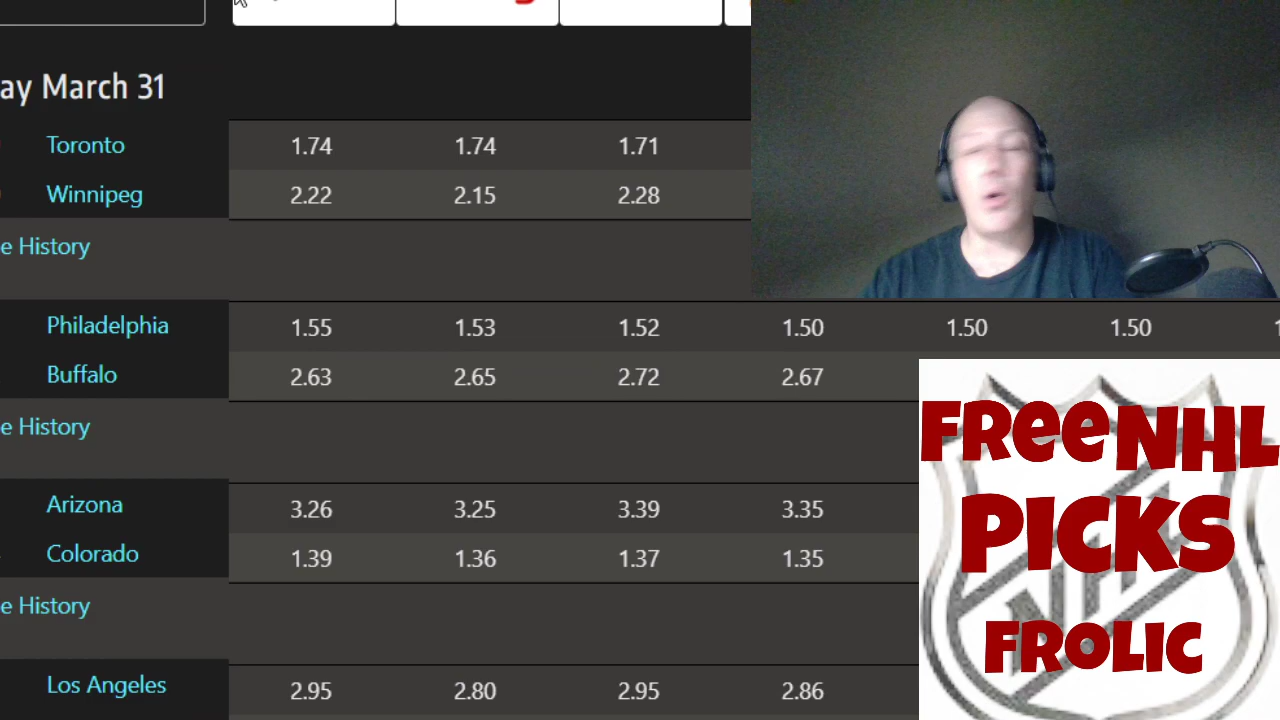 ay March 31
Toronto 1.74 1.74 1.71
Winnipeg 2.22 2.15 2.28
e History
Philadelphia 1.55 1.53 1.52 1.50 1.50 1.50
Buffalo 2.63 2.65 2.72 2.67
e History
Arizona 3.26 3.25 3.39 3.35
Colorado 1.39 1.36 1.37 1.35
e History
Los Angeles 2.95 2.80 2.95 2.86
FReeNHL
PICKS
NHL
FROLIC